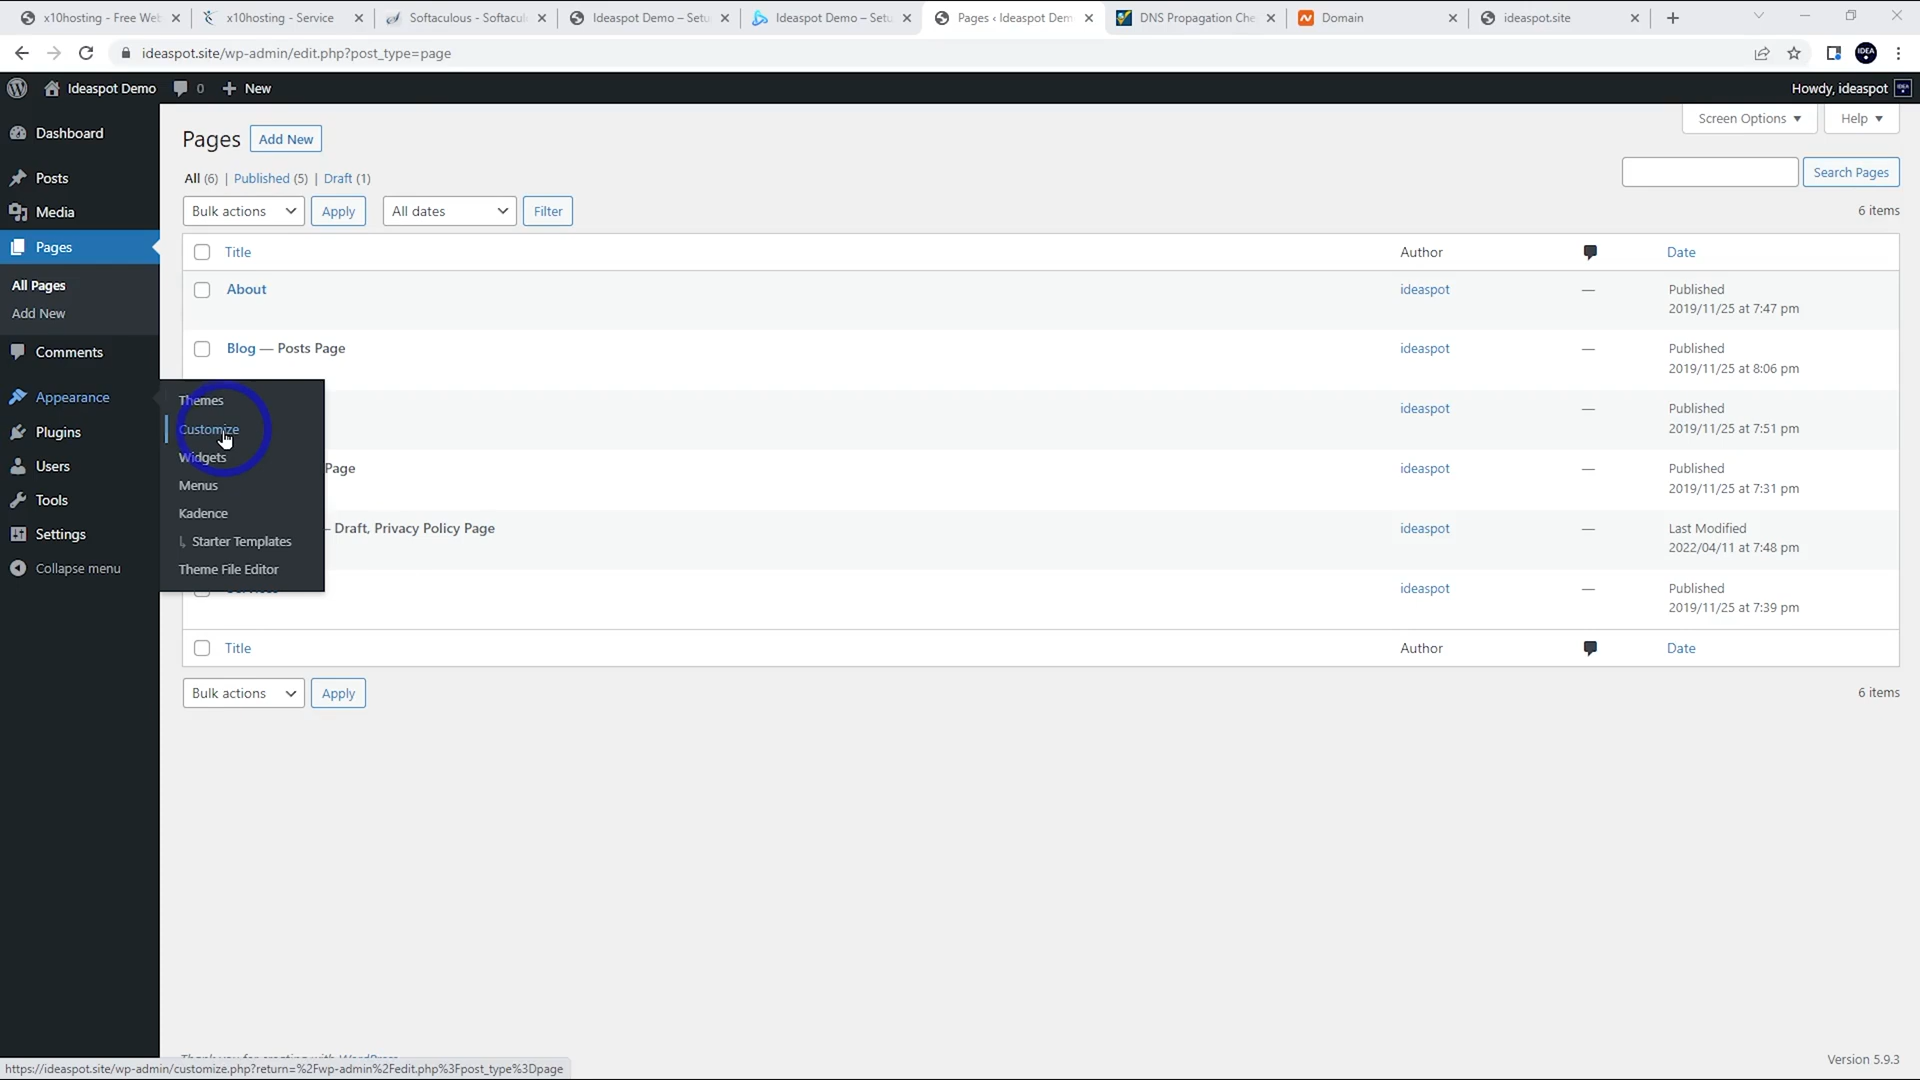 x10hosting - Free Web
x10hosting - Service
Softaculous - Softacul
Ideaspot Demo – Setu
Ideaspot Demo – Setu
Pages ‹ Ideaspot Dem
DNS Propagation Che
Domain
ideaspot.site
ideaspot.site/wp-admin/edit.php?post_type=page
IDEA
Ideaspot Demo
0
New
Howdy, ideaspot
Dashboard
Posts
Media
Pages
All Pages
Add New
Comments
Appearance
Plugins
Users
Tools
Settings
Collapse menu
Themes
Customize
Widgets
Menus
Kadence
Starter Templates
Theme File Editor
Pages
Add New
Screen Options
Help
All (6) | Published (5) | Draft (1)
Search Pages
Bulk actions
Apply
All dates
Filter
6 items
Title
Author
Date
About
ideaspot
—
Published
2019/11/25 at 7:47 pm
Blog — Posts Page
ideaspot
—
Published
2019/11/25 at 8:06 pm
ideaspot
—
Published
2019/11/25 at 7:51 pm
Page
ideaspot
—
Published
2019/11/25 at 7:31 pm
– Draft, Privacy Policy Page
ideaspot
—
Last Modified
2022/04/11 at 7:48 pm
ideaspot
—
Published
2019/11/25 at 7:39 pm
Title
Author
Date
Bulk actions
Apply
6 items
Version 5.9.3
https://ideaspot.site/wp-admin/customize.php?return=%2Fwp-admin%2Fedit.php%3Fpost_type%3Dpage